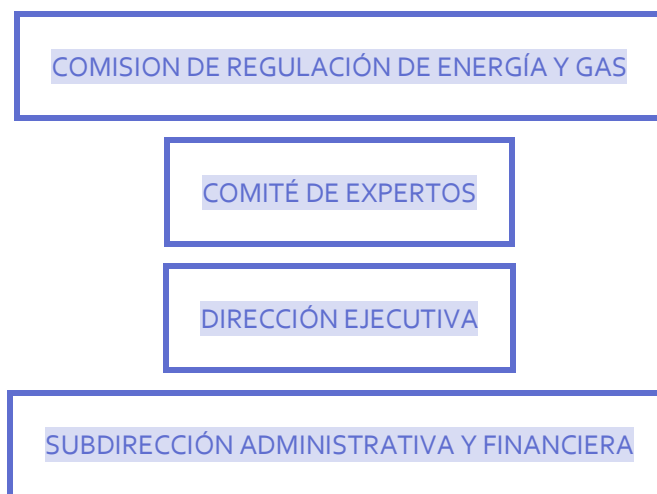 COMISION DE REGULACIÓN DE ENERGÍA Y GAS
COMITÉ DE EXPERTOS
DIRECCIÓN EJECUTIVA
SUBDIRECCIÓN ADMINISTRATIVA Y FINANCIERA